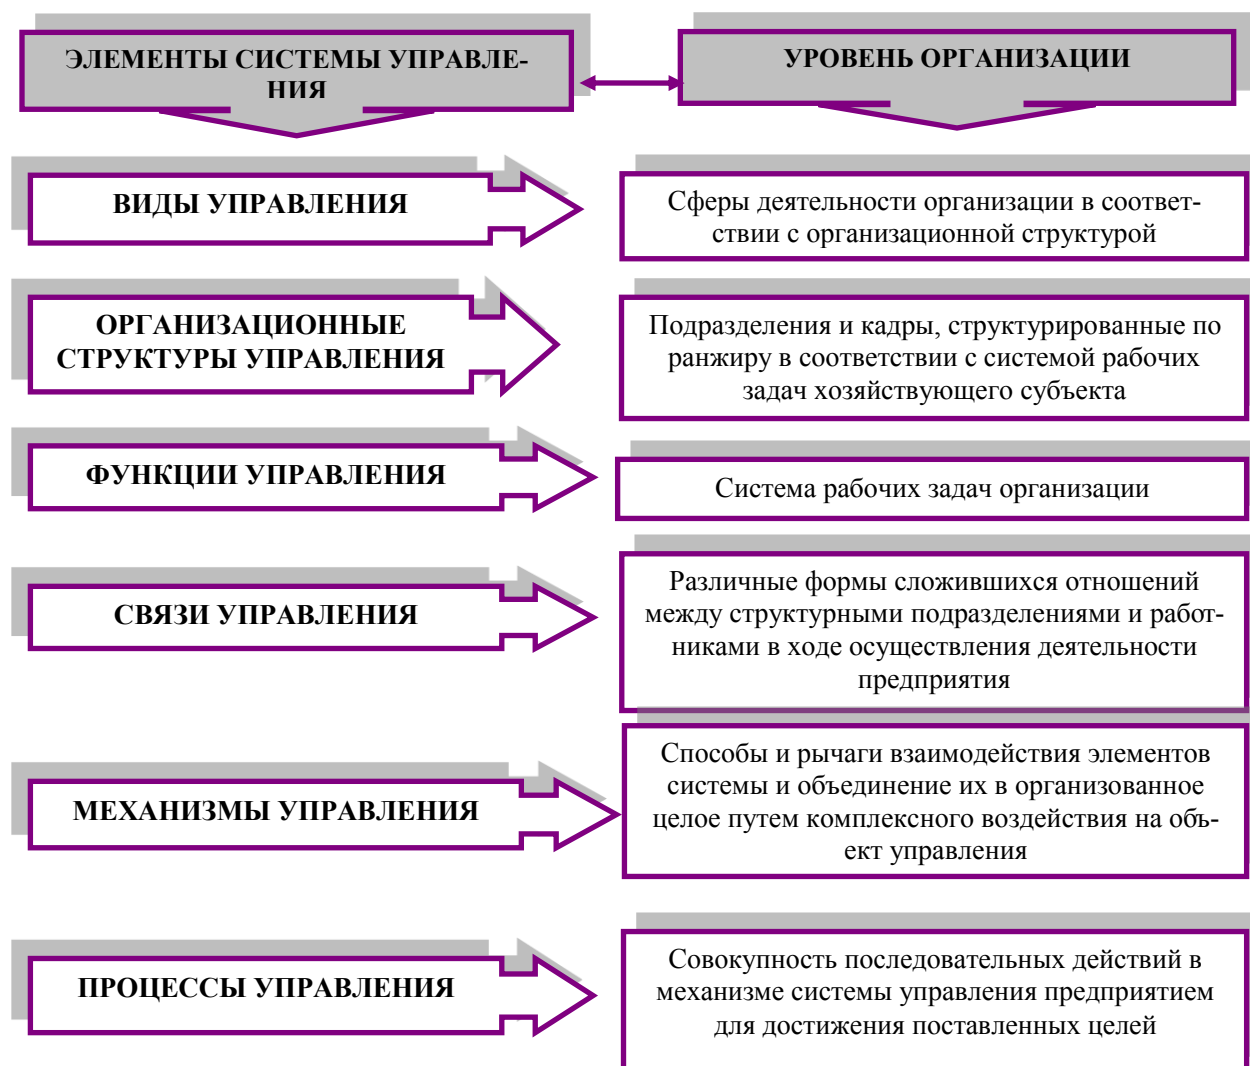 ЭЛЕМЕНТЫ СИСТЕМЫ УПРАВЛЕ-
НИЯ
УРОВЕНЬ ОРГАНИЗАЦИИ
ВИДЫ УПРАВЛЕНИЯ
Сферы деятельности организации в соответ-
ствии с организационной структурой
ОРГАНИЗАЦИОННЫЕ
СТРУКТУРЫ УПРАВЛЕНИЯ
Подразделения и кадры, структурированные по
ранжиру в соответствии с системой рабочих
задач хозяйствующего субъекта
ФУНКЦИИ УПРАВЛЕНИЯ
Система рабочих задач организации
СВЯЗИ УПРАВЛЕНИЯ
Различные формы сложившихся отношений
между структурными подразделениями и работ-
никами в ходе осуществления деятельности
предприятия
МЕХАНИЗМЫ УПРАВЛЕНИЯ
Способы и рычаги взаимодействия элементов
системы и объединение их в организованное
целое путем комплексного воздействия на объ-
ект управления
ПРОЦЕССЫ УПРАВЛЕНИЯ
Совокупность последовательных действий в
механизме системы управления предприятием
для достижения поставленных целей